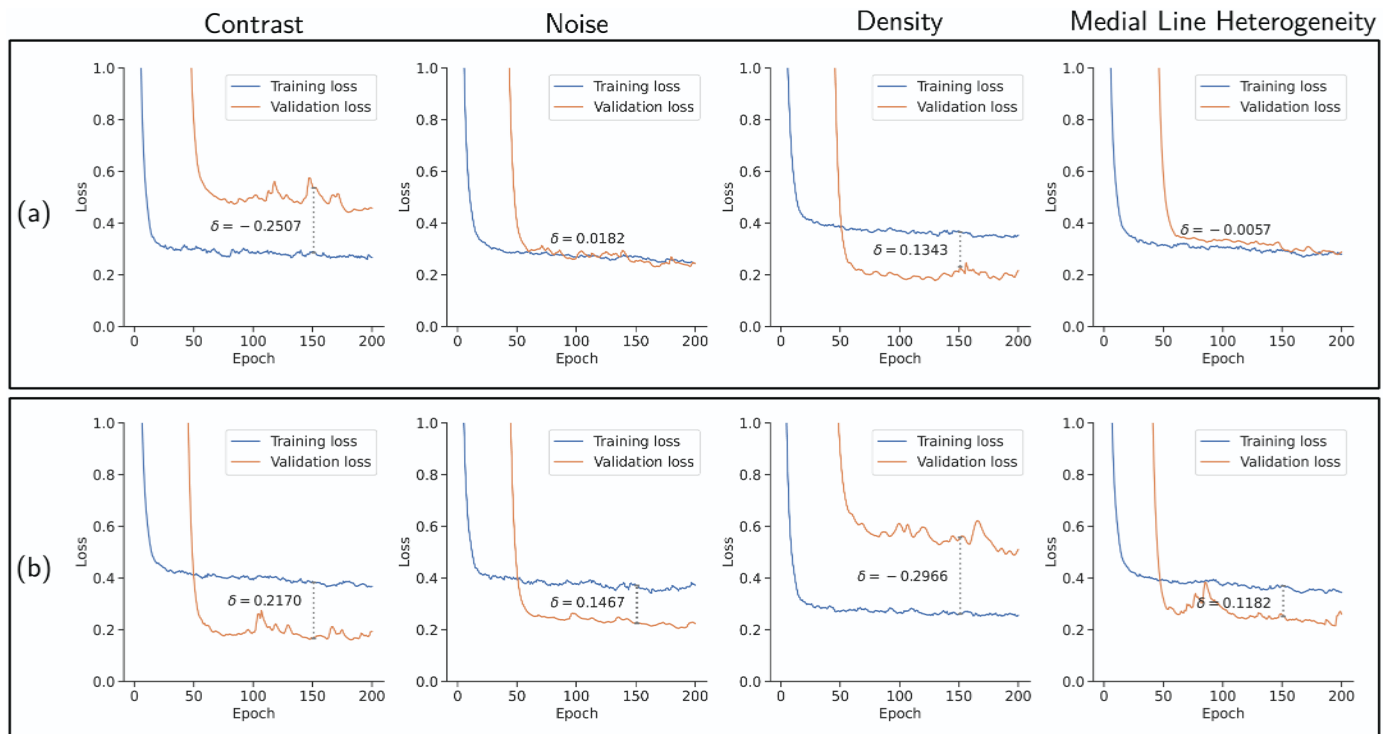 Contrast Noise Density Medial Line Heterogeneity
(a)
1.0
0.8
0.6
0.4
0.2
0.0
Loss
Training loss
Validation loss
δ = −0.2507
0 50 100 150 200
Epoch
1.0
0.8
0.6
0.4
0.2
0.0
Loss
Training loss
Validation loss
δ = 0.0182
0 50 100 150 200
Epoch
1.0
0.8
0.6
0.4
0.2
0.0
Loss
Training loss
Validation loss
δ = 0.1343
0 50 100 150 200
Epoch
1.0
0.8
0.6
0.4
0.2
0.0
Loss
Training loss
Validation loss
δ = −0.0057
0 50 100 150 200
Epoch
(b)
1.0
0.8
0.6
0.4
0.2
0.0
Loss
Training loss
Validation loss
δ = 0.2170
0 50 100 150 200
Epoch
1.0
0.8
0.6
0.4
0.2
0.0
Loss
Training loss
Validation loss
δ = 0.1467
0 50 100 150 200
Epoch
1.0
0.8
0.6
0.4
0.2
0.0
Loss
Training loss
Validation loss
δ = −0.2966
0 50 100 150 200
Epoch
1.0
0.8
0.6
0.4
0.2
0.0
Loss
Training loss
Validation loss
δ = 0.1182
0 50 100 150 200
Epoch